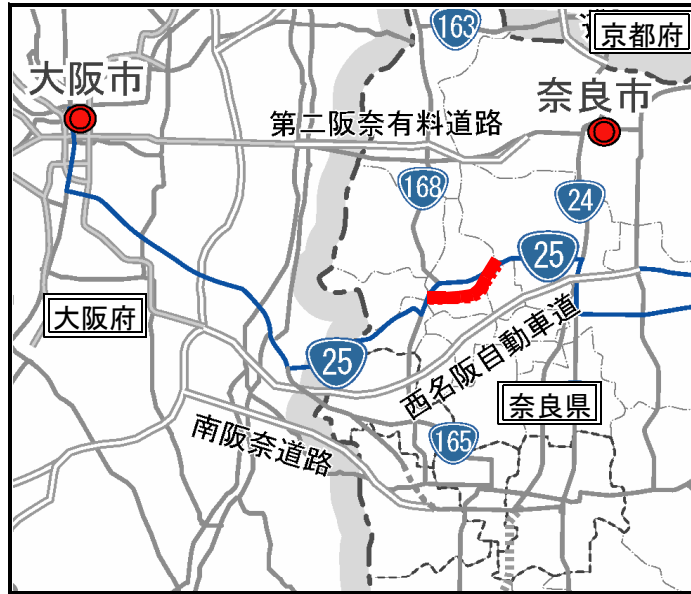 163
京都府
大阪市
奈良市
第二阪奈有料道路
168
24
25
大阪府
25
西名阪自動車道
奈良県
165
南阪奈道路